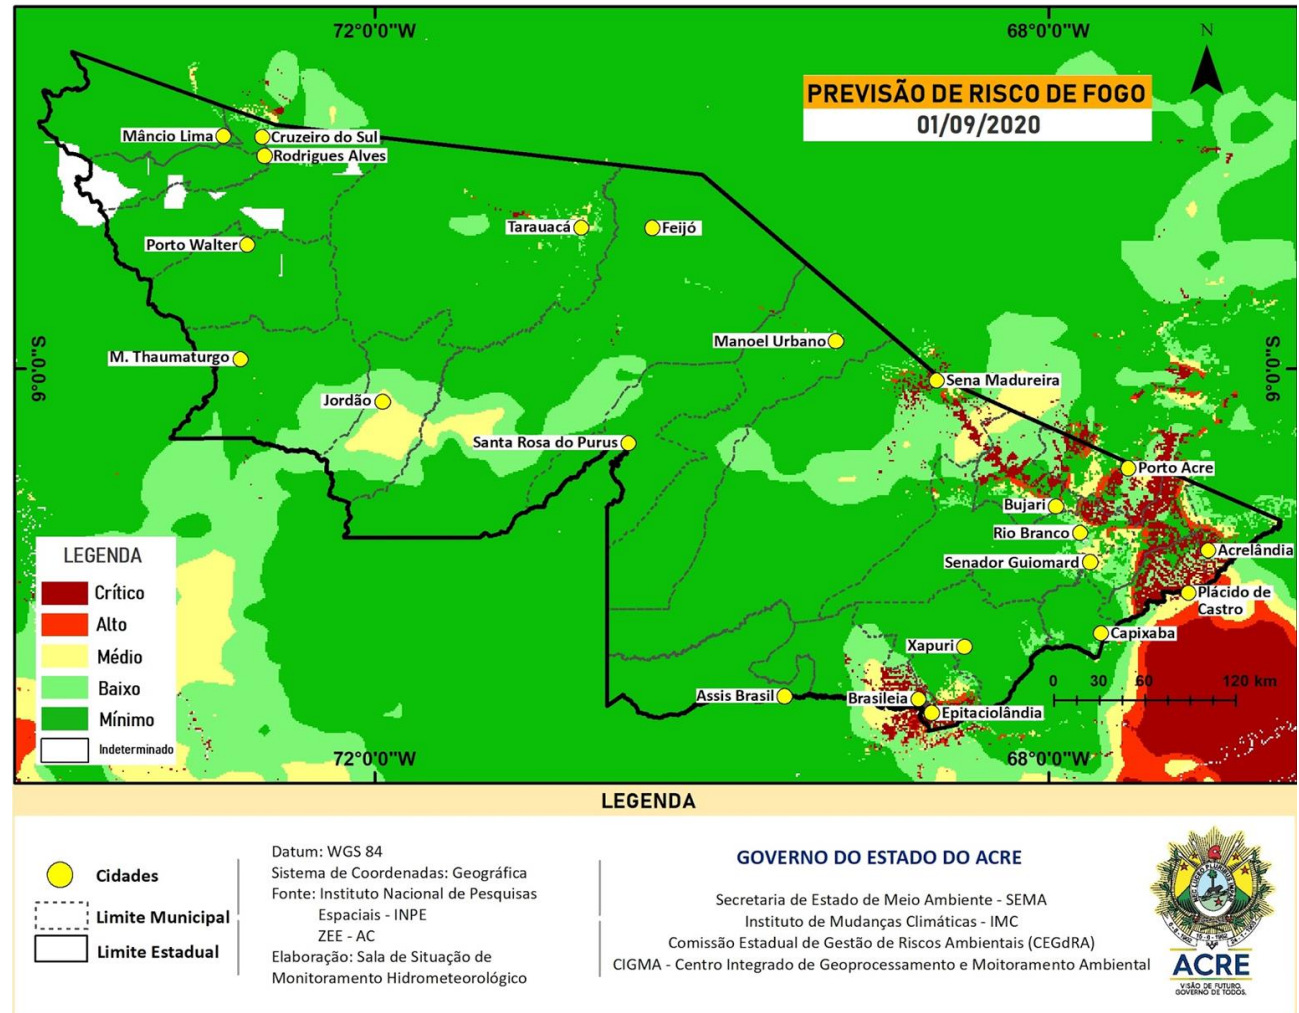 72°0'0"W
68°0'0"W
N
PREVISÃO DE RISCO DE FOGO
01/09/2020
Mâncio Lima
Cruzeiro do Sul
Rodrigues Alves
Tarauacá
Feijó
Porto Walter
Manoel Urbano
M. Thaumaturgo
9°0'0"S
9°0'0"S
Sena Madureira
Jordão
Santa Rosa do Purus
Porto Acre
Bujari
Rio Branco
Acrelândia
Senador Guiomard
Plácido de
Castro
Capixaba
Xapuri
Assis Brasil
Brasileia
Epitaciolândia
0 30 60 120 km
LEGENDA
Crítico
Alto
Médio
Baixo
Mínimo
Indeterminado
72°0'0"W
68°0'0"W
LEGENDA
Cidades
Limite Municipal
Limite Estadual
Datum: WGS 84
Sistema de Coordenadas: Geográfica
Fonte: Instituto Nacional de Pesquisas
Espaciais - INPE
ZEE - AC
Elaboração: Sala de Situação de
Monitoramento Hidrometeorológico
GOVERNO DO ESTADO DO ACRE
Secretaria de Estado de Meio Ambiente - SEMA
Instituto de Mudanças Climáticas - IMC
Comissão Estadual de Gestão de Riscos Ambientais (CEGdRA)
CIGMA - Centro Integrado de Geoprocessamento e Moitoramento Ambiental
ACRE
VISÃO DE FUTURO,
GOVERNO DE TODOS.